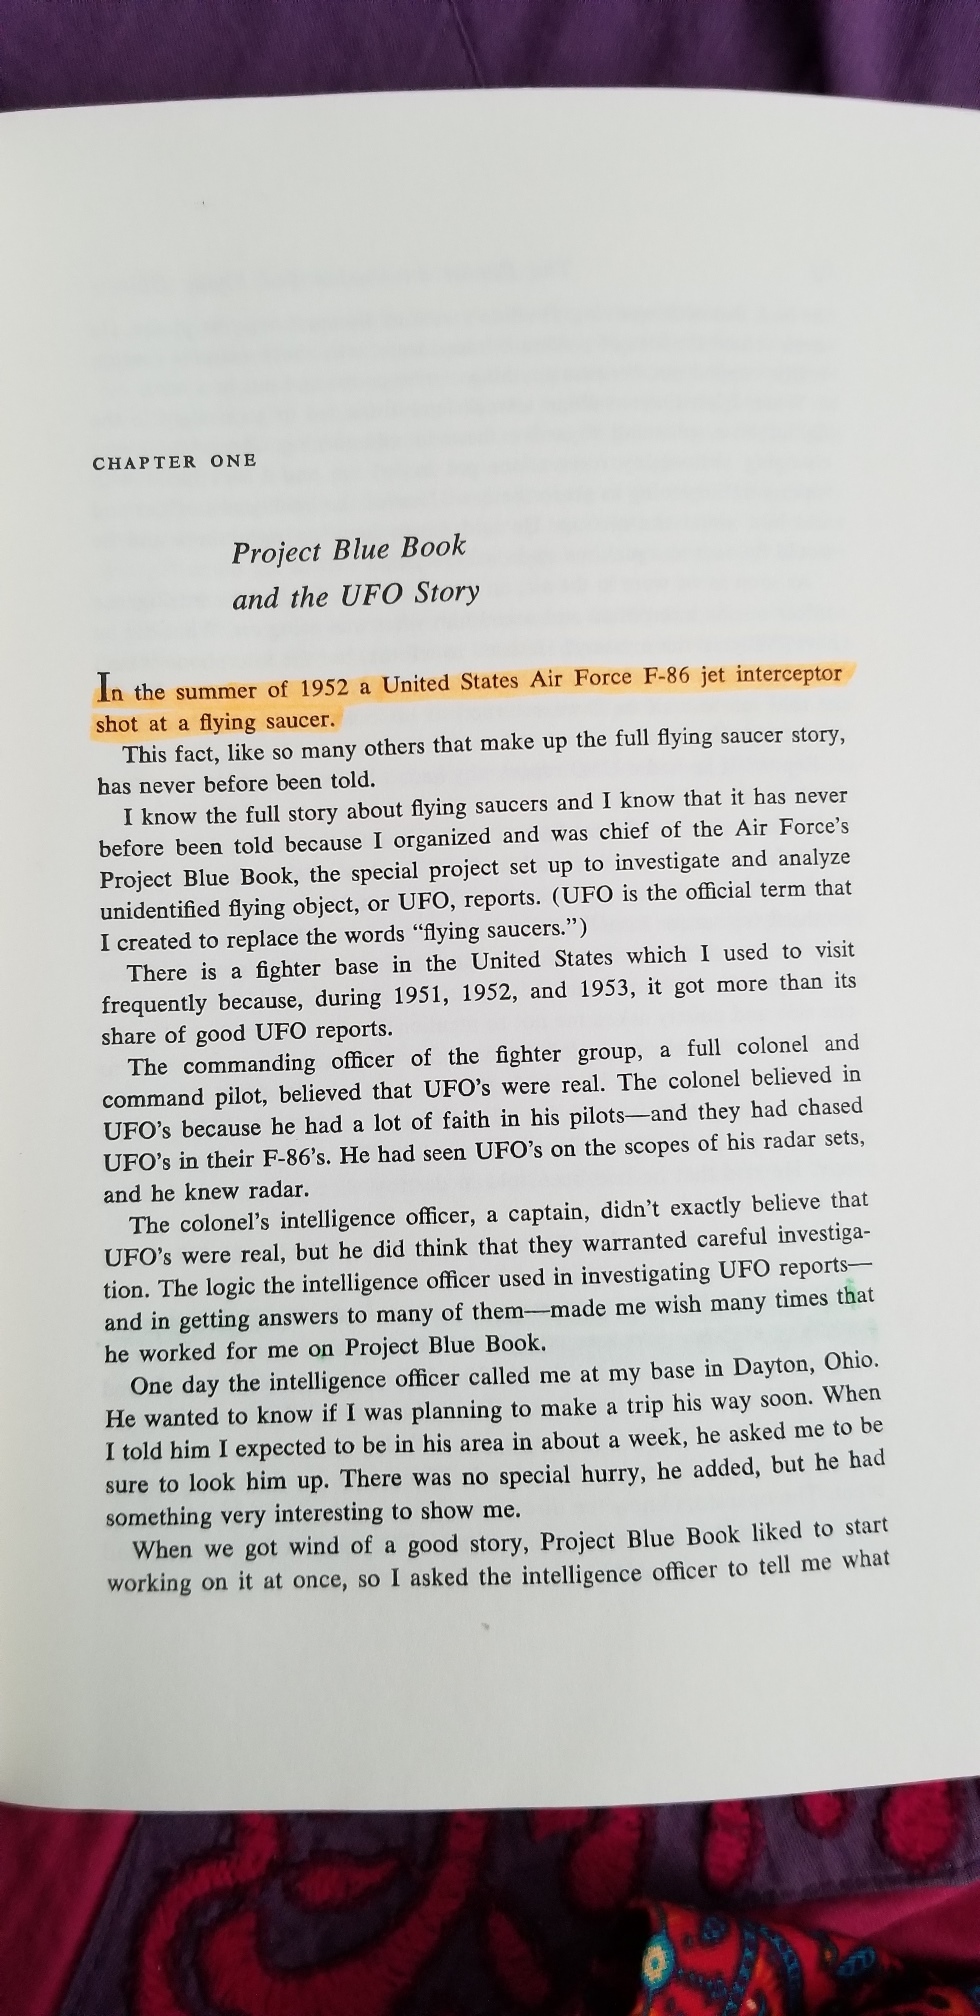 CHAPTER ONE
Project Blue Book
and the UFO Story
In the summer of 1952 a United States Air Force F-86 jet interceptor
shot at a flying saucer.
This fact, like so many others that make up the full flying saucer story,
has never before been told.
I know the full story about flying saucers and I know that it has never
before been told because I organized and was chief of the Air Force’s
Project Blue Book, the special project set up to investigate and analyze
unidentified flying object, or UFO, reports. (UFO is the official term that
I created to replace the words “flying saucers.”)
There is a fighter base in the United States which I used to visit
frequently because, during 1951, 1952, and 1953, it got more than its
share of good UFO reports.
The commanding officer of the fighter group, a full colonel and
command pilot, believed that UFO’s were real. The colonel believed in
UFO’s because he had a lot of faith in his pilots—and they had chased
UFO’s in their F-86’s. He had seen UFO’s on the scopes of his radar sets,
and he knew radar.
The colonel’s intelligence officer, a captain, didn’t exactly believe that
UFO’s were real, but he did think that they warranted careful investiga-
tion. The logic the intelligence officer used in investigating UFO reports—
and in getting answers to many of them—made me wish many times that
he worked for me on Project Blue Book.
One day the intelligence officer called me at my base in Dayton, Ohio.
He wanted to know if I was planning to make a trip his way soon. When
I told him I expected to be in his area in about a week, he asked me to be
sure to look him up. There was no special hurry, he added, but he had
something very interesting to show me.
When we got wind of a good story, Project Blue Book liked to start
working on it at once, so I asked the intelligence officer to tell me what